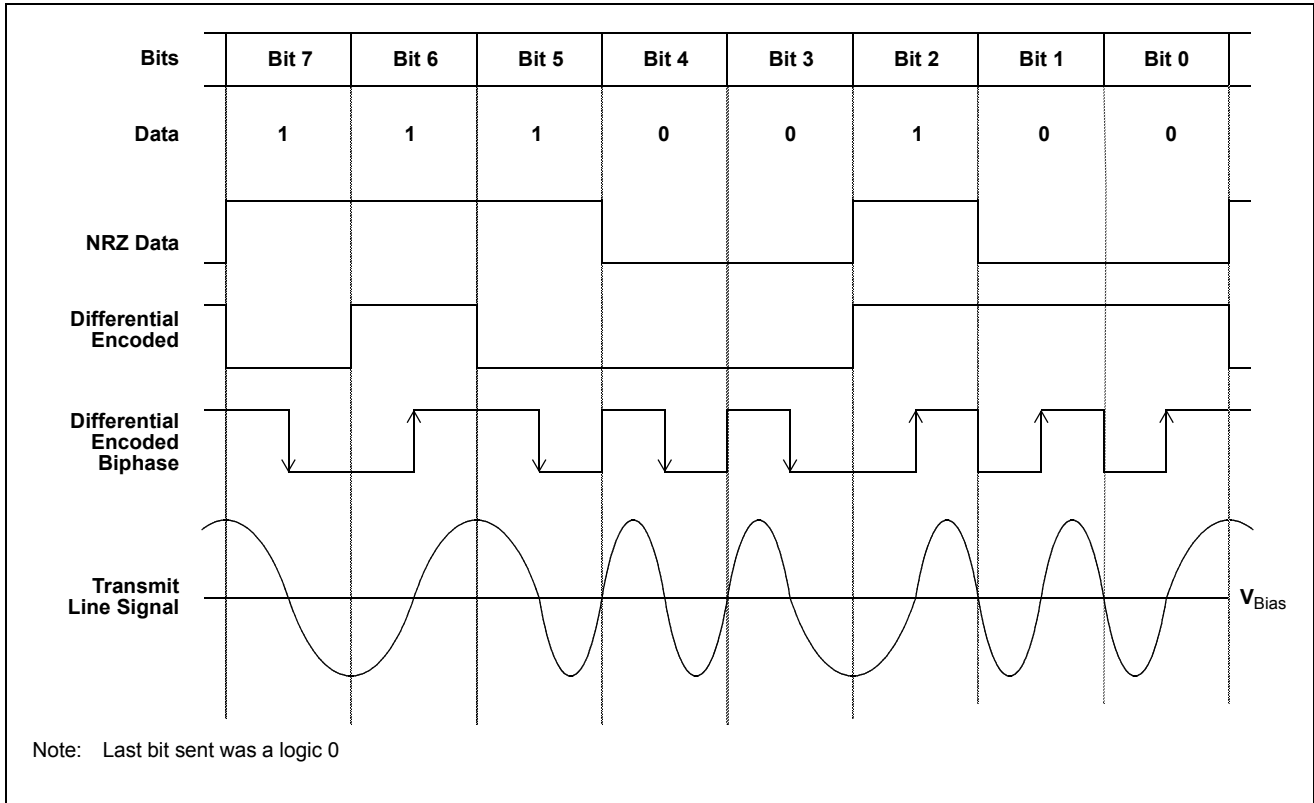 Bits Bit 7 Bit 6 Bit 5 Bit 4 Bit 3 Bit 2 Bit 1 Bit 0
Data 1 1 1 0 0 1 0 0
NRZ Data
Differential
Encoded
Differential
Encoded
Biphase
Transmit
Line Signal
VBias
Note: Last bit sent was a logic 0